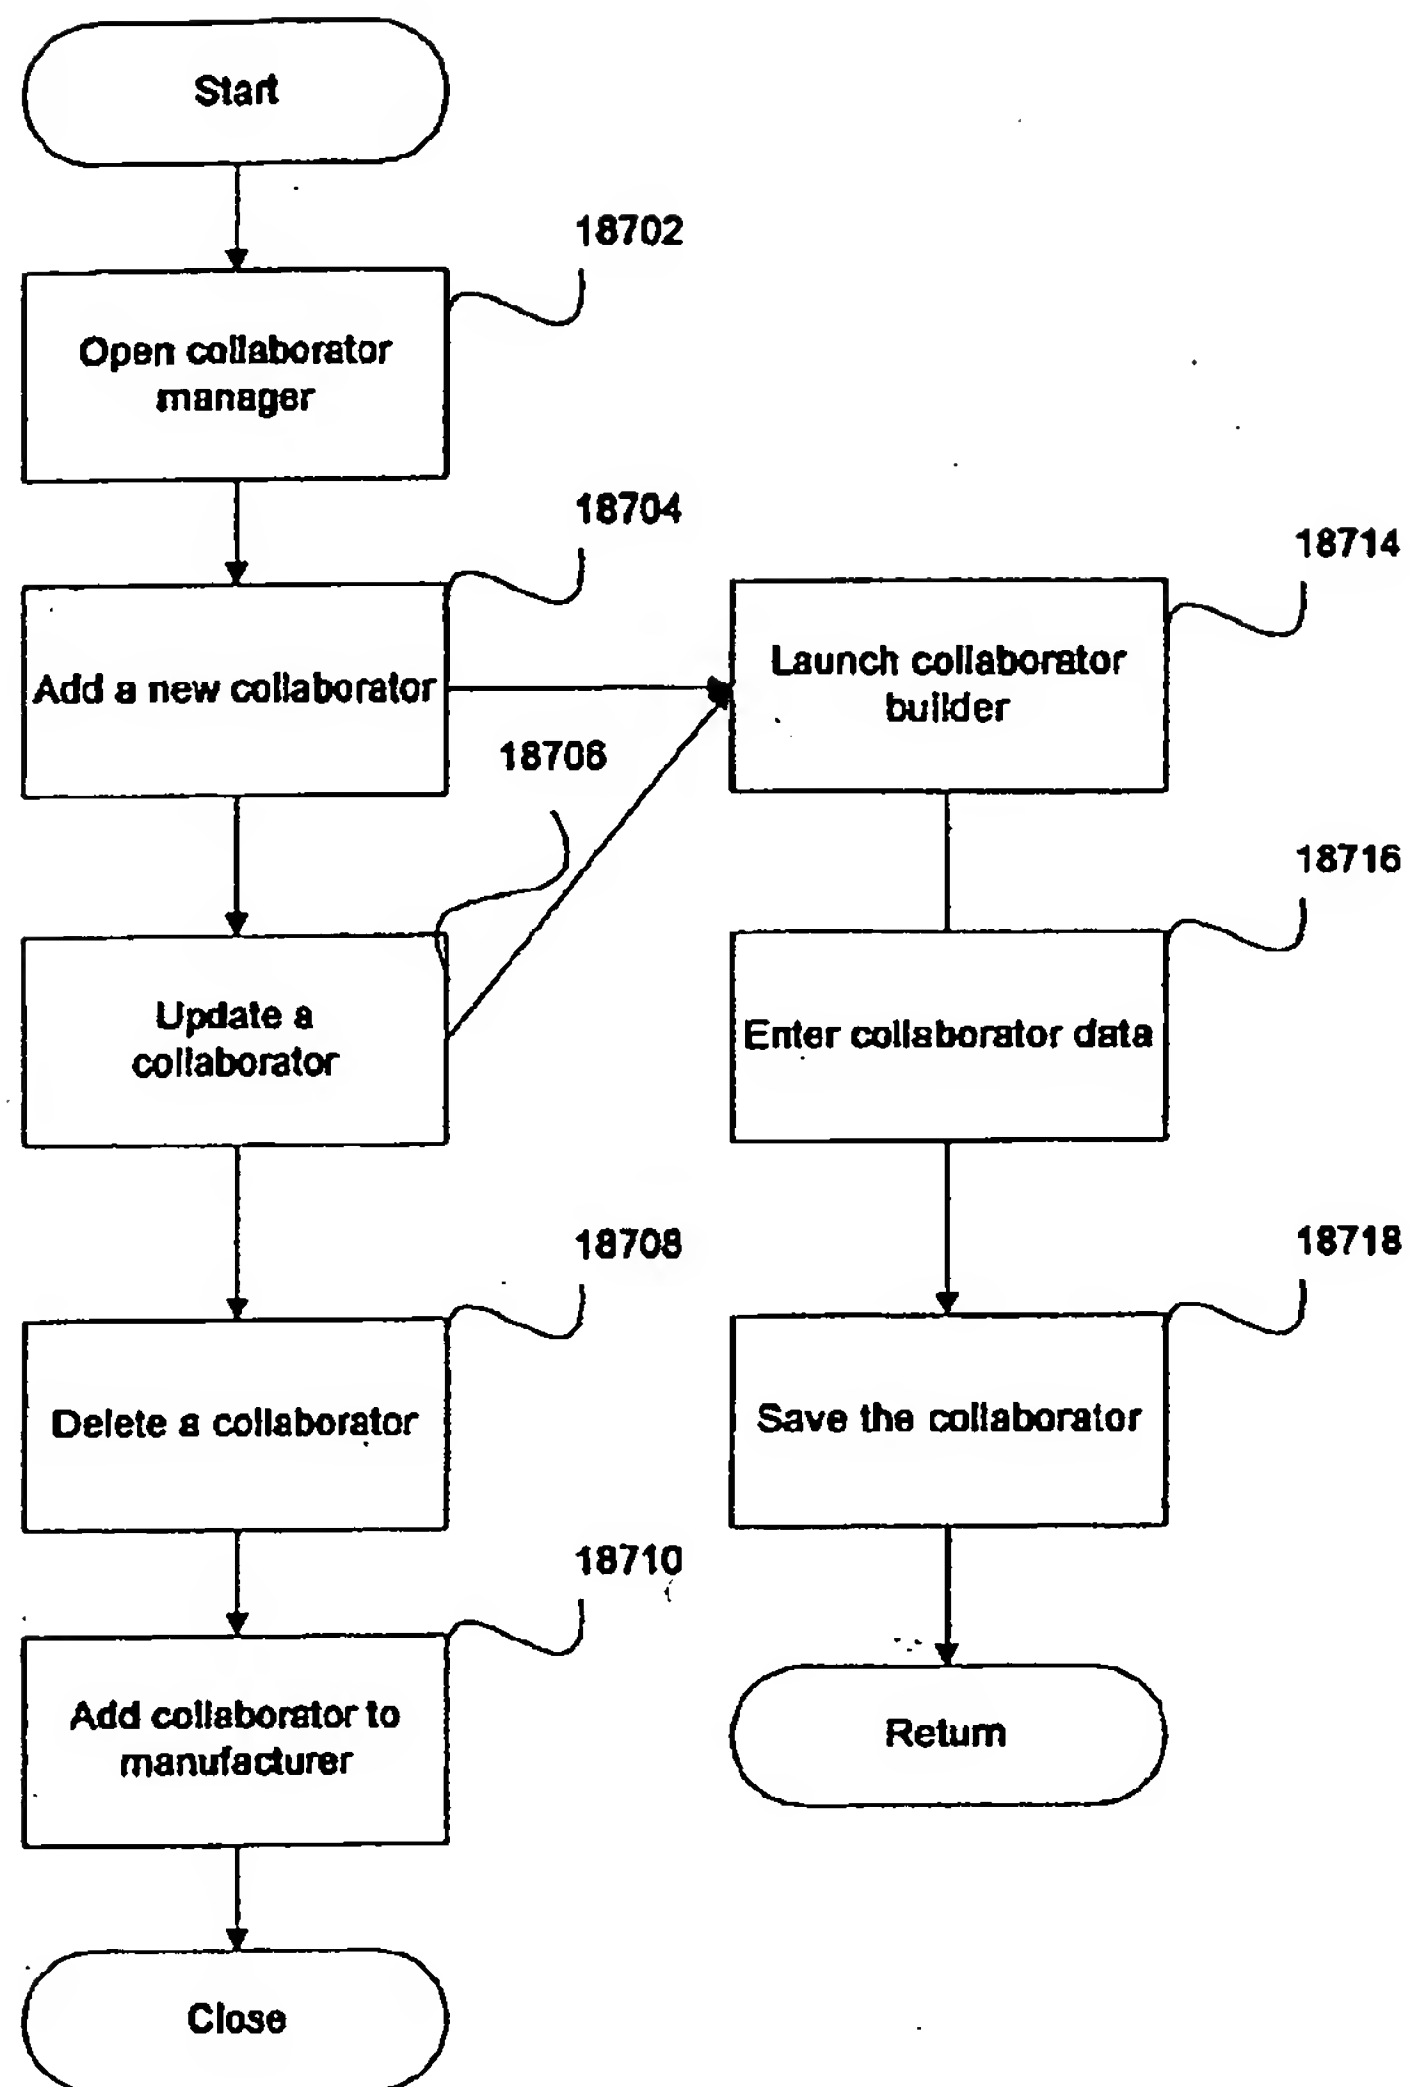 Start
18702
Open collaborator
manager
18704
Add a new collaborator
18706
Update a
collaborator
18708
Delete a collaborator
18710
Add collaborator to
manufacturer
Close
18714
Launch collaborator
builder
18716
Enter collaborator data
18718
Save the collaborator
Return